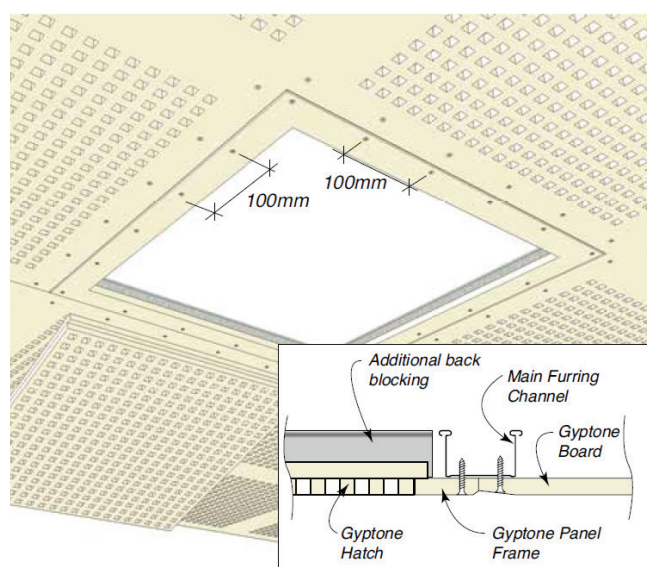 100mm
100mm
Additional back
blocking
Main Furring
Channel
Gyptone
Board
Gyptone
Hatch
Gyptone Panel
Frame